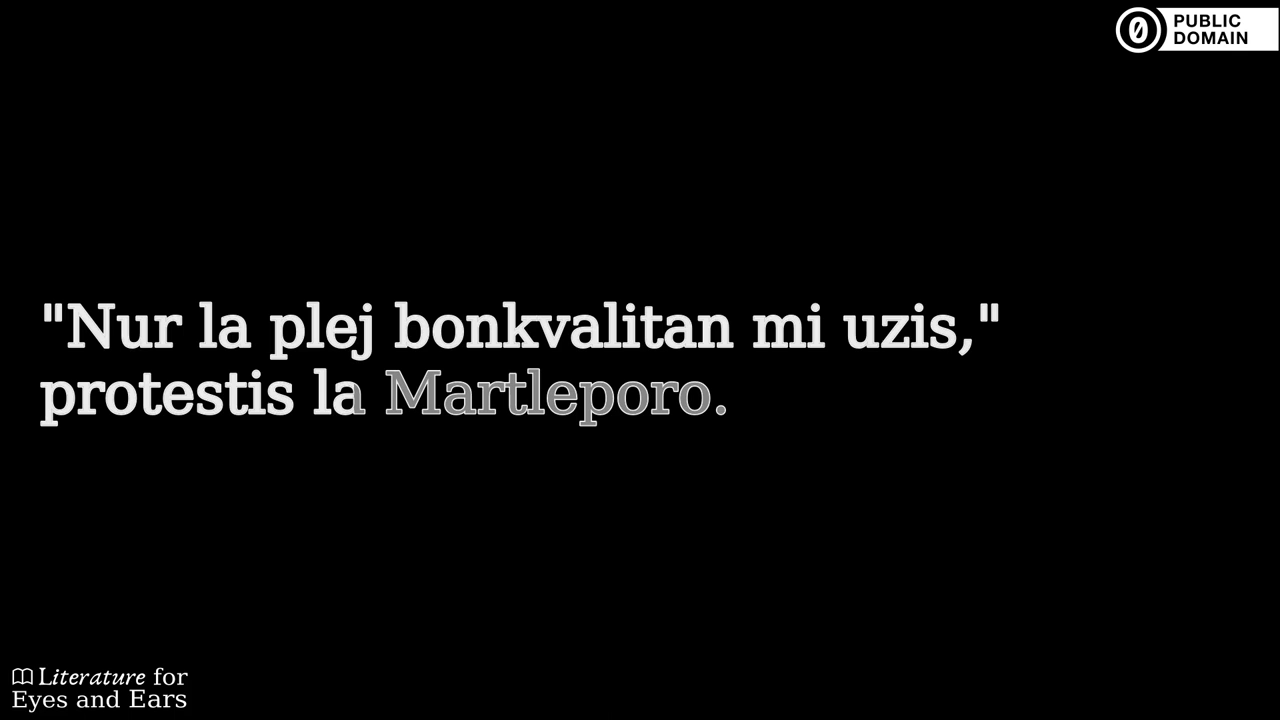 PUBLIC
DOMAIN
"Nur la plej bonkvalitan mi uzis,"
protestis la Martleporo.
Literature for
Eyes and Ears